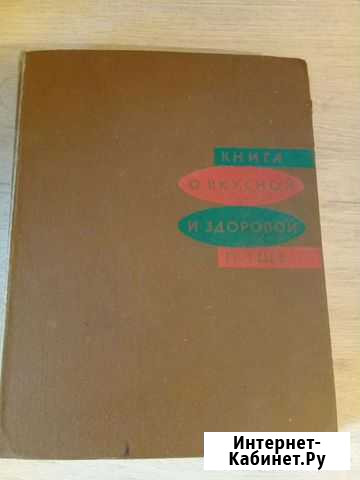 КНИГА
О ВКУСНОЙ
И ЗДОРОВОЙ
ПИЩЕ
Интернет-
Кабинет.Ру